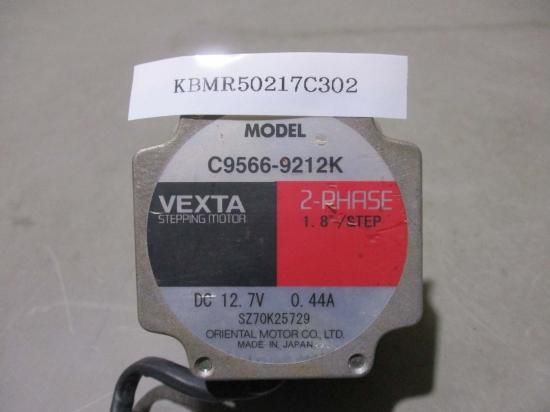 KBMR50217C302
MODEL
C9566-9212K
VEXTA
STEPPING MOTOR
2-PHASE
1.8°/STEP
DC 12.7V 0.44A
SZ70K25729
ORIENTAL MOTOR CO., LTD.
MADE IN JAPAN